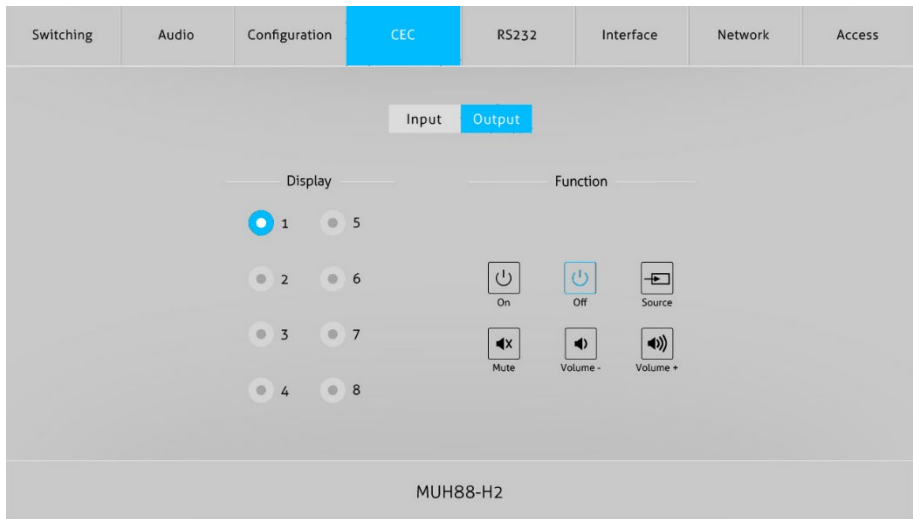 Switching Audio Configuration CEC RS232 Interface Network Access
Input Output
Display Function
1 5
2 6
3 7
4 8
On Off Source
Mute Volume - Volume +
MUH88-H2